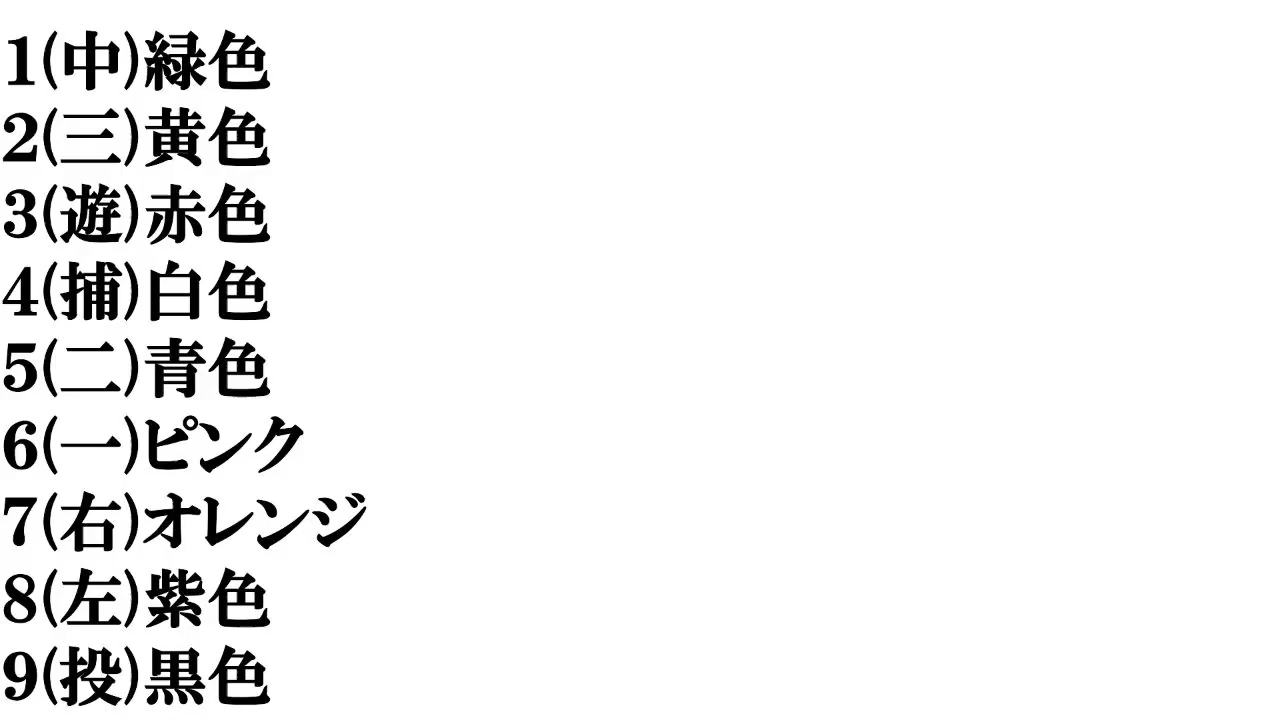 1(中)緑色
2(三)黄色
3(遊)赤色
4(捕)白色
5(二)青色
6(一)ピンク
7(右)オレンジ
8(左)紫色
9(投)黒色